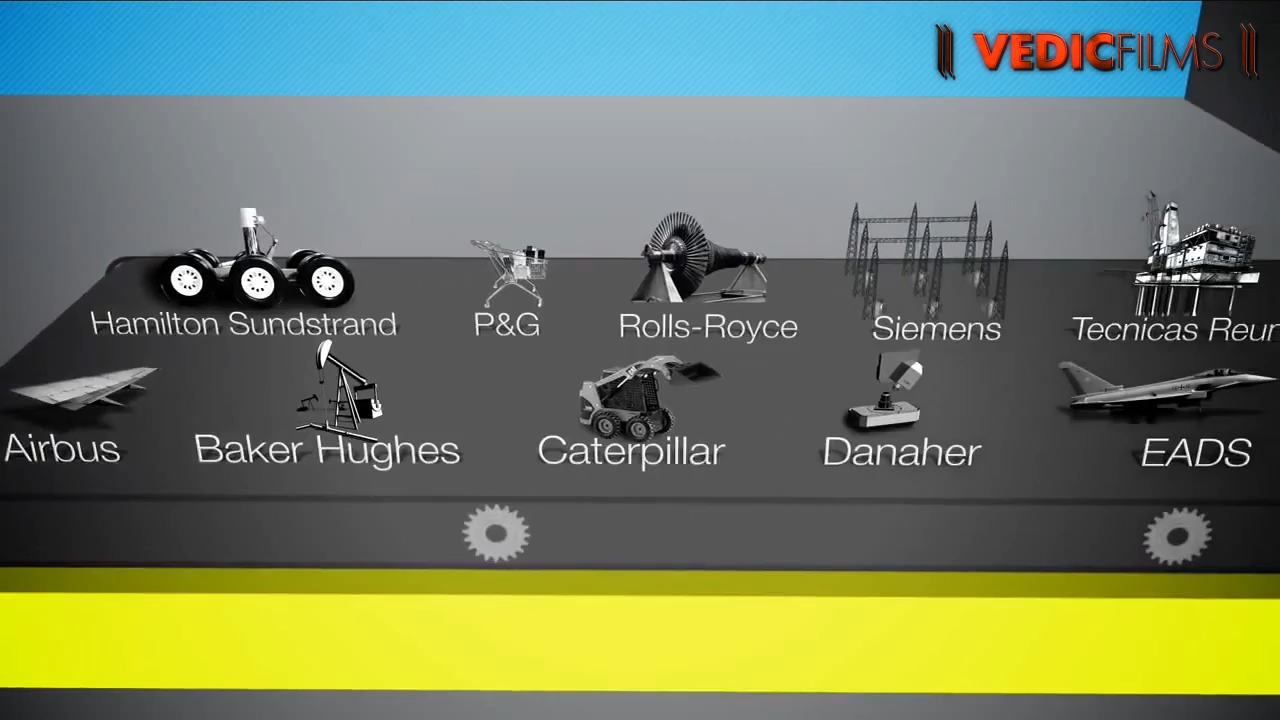 || VEDICFILMS ||
Hamilton Sundstrand
P&G
Rolls-Royce
Siemens
Tecnicas Reun
Airbus
Baker Hughes
Caterpillar
Danaher
EADS